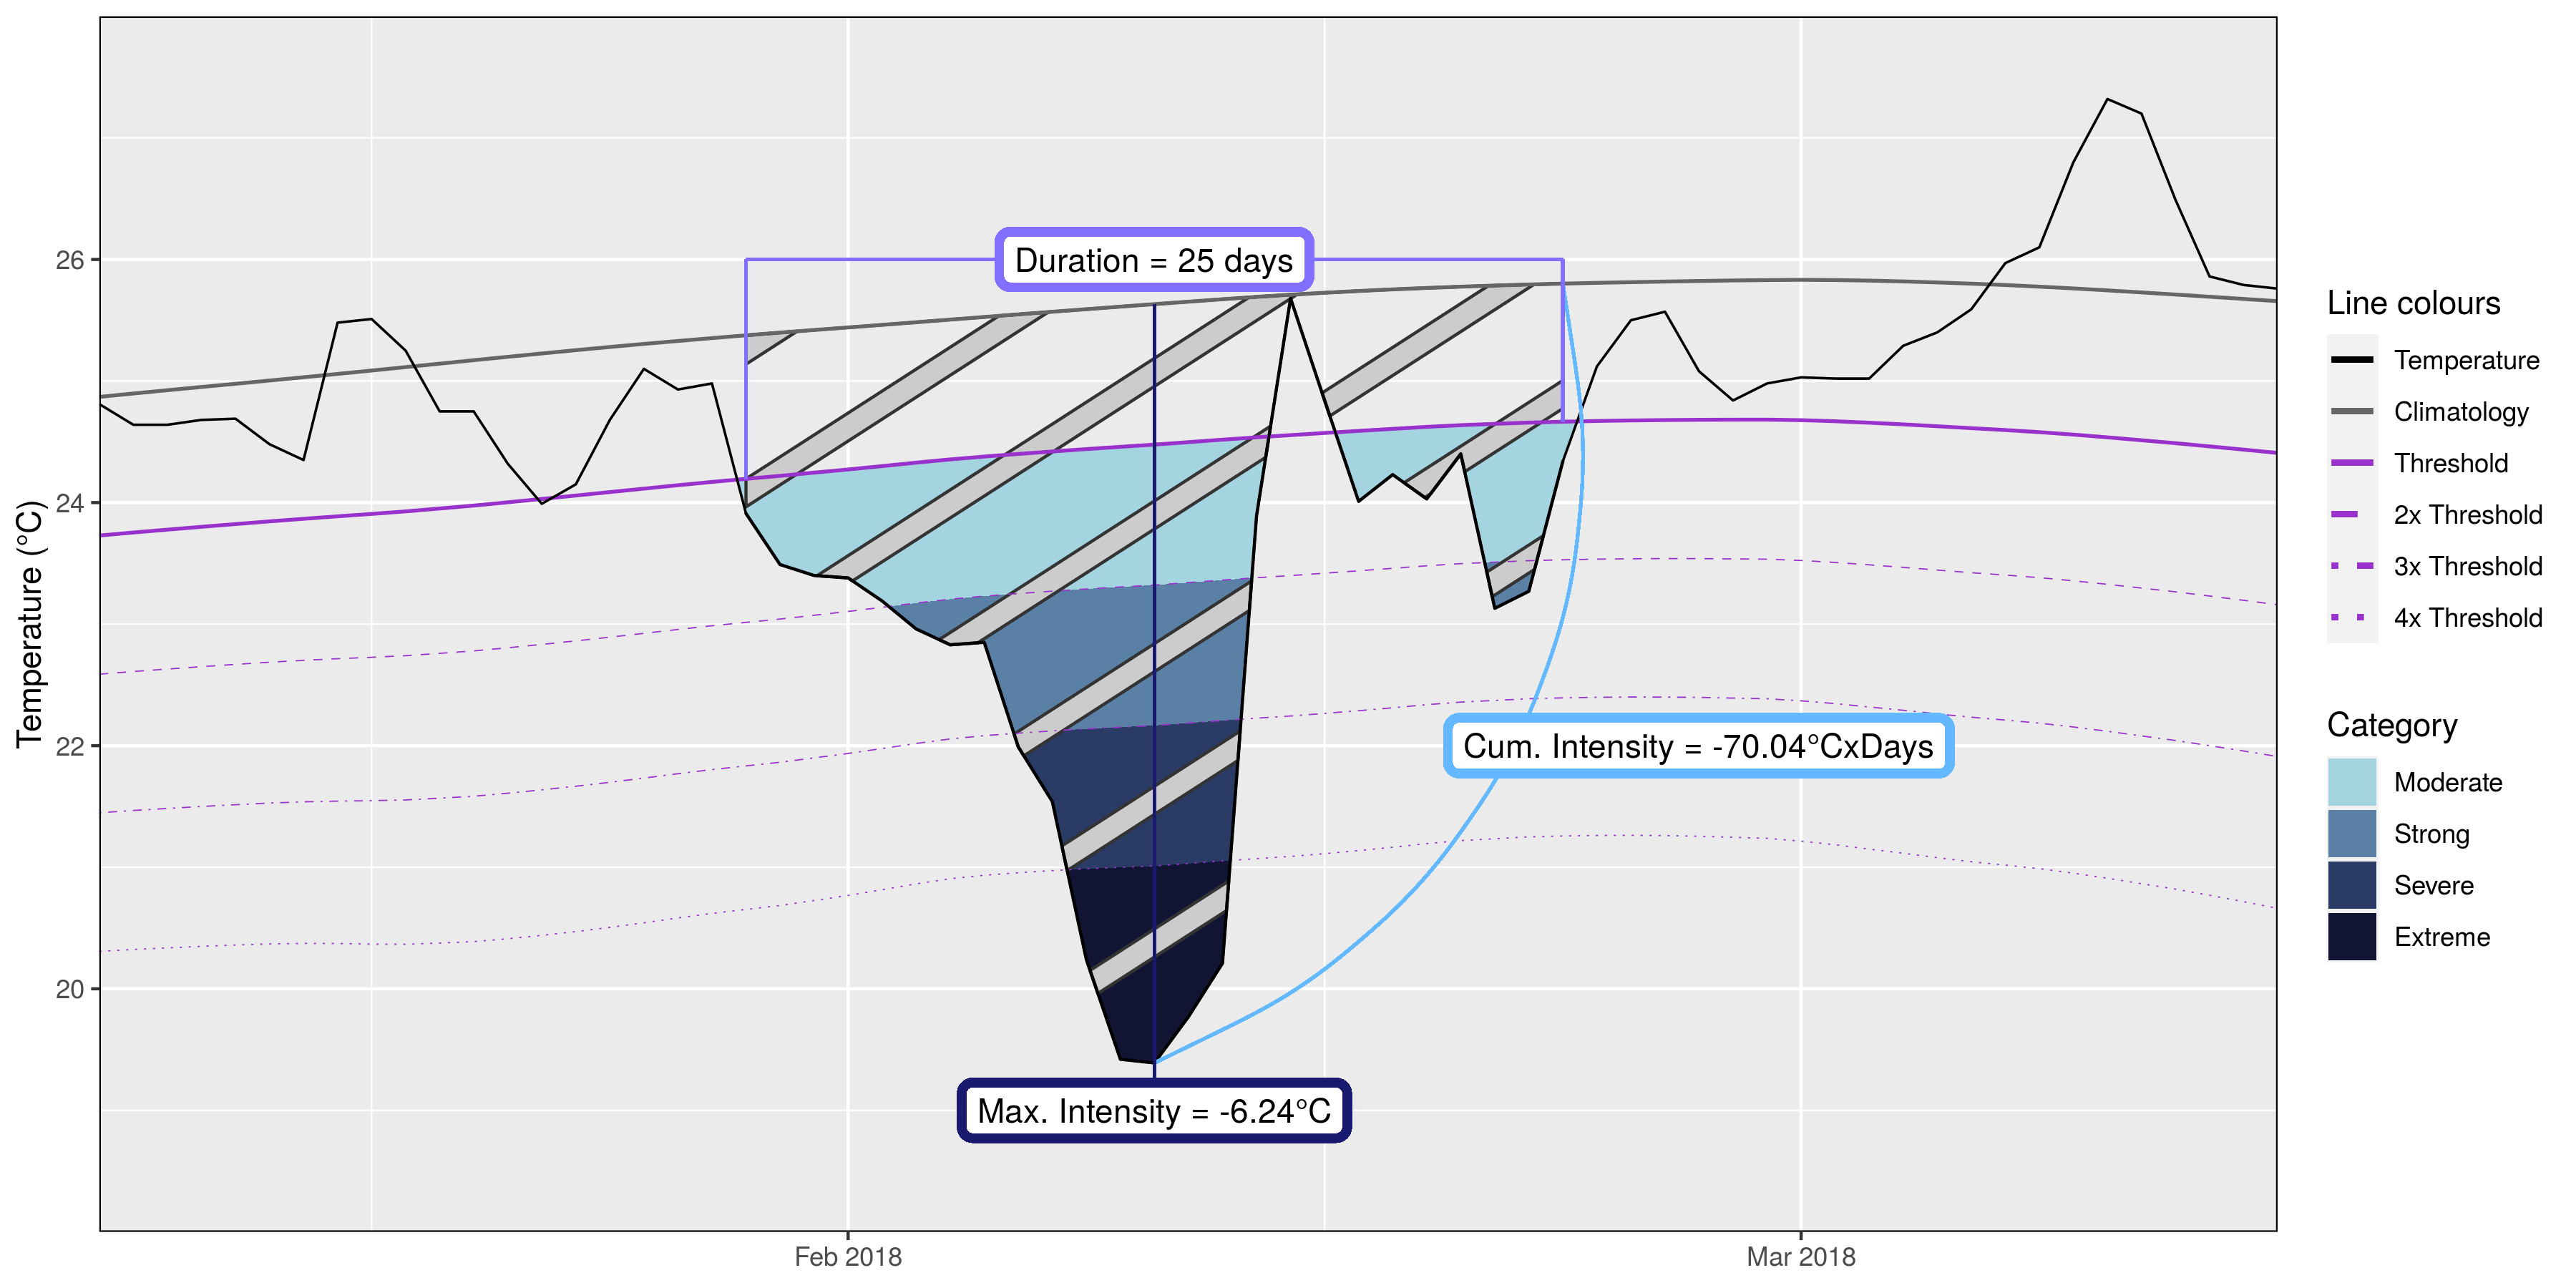 Temperature (°C)
26
24
22
20
Feb 2018
Mar 2018
Duration = 25 days
Cum. Intensity = -70.04°CxDays
Max. Intensity = -6.24°C
Line colours
Temperature
Climatology
Threshold
2x Threshold
3x Threshold
4x Threshold
Category
Moderate
Strong
Severe
Extreme